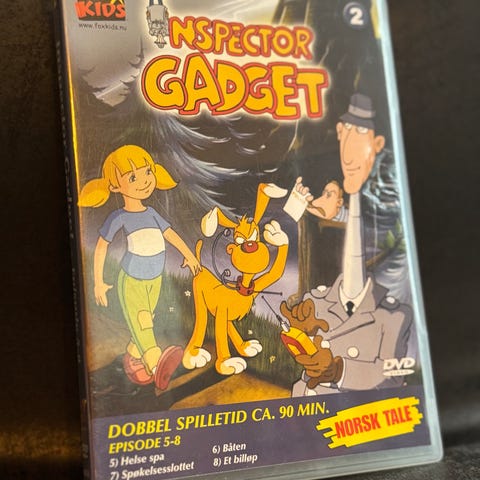 KIDS
www.foxkids.nu
2
INSPECTOR
GADGET
DVD
DOBBEL SPILLETID CA. 90 MIN.
EPISODE 5-8
NORSK TALE
5) Helse spa
6) Båten
7) Spøkelsesslottet
8) Et billøp